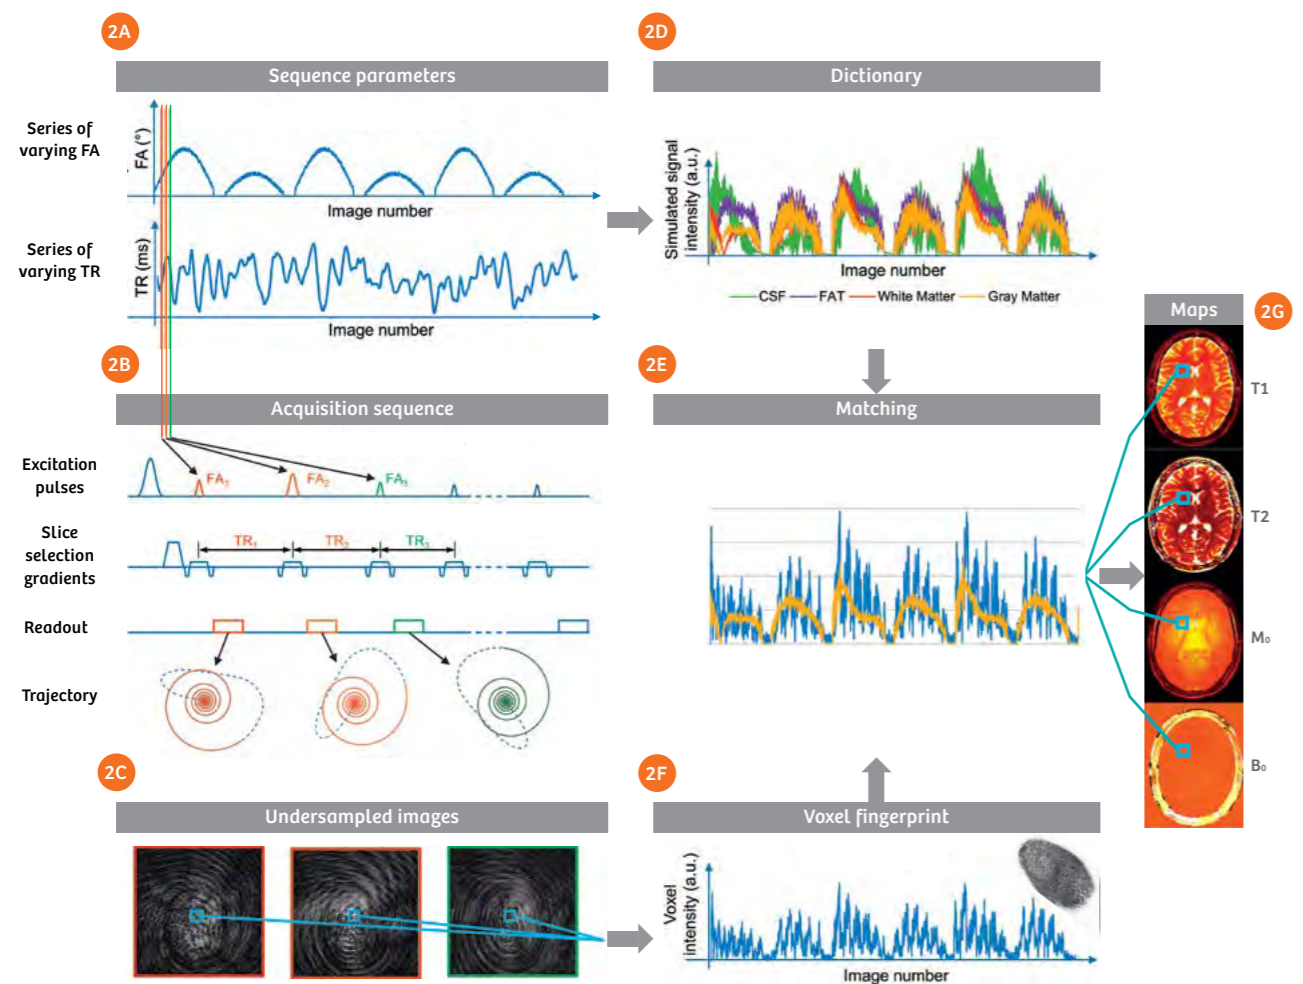 2A
Sequence parameters
Series of
varying FA
FA (°)
Image number
Series of
varying TR
TR (ms)
Image number
2B
Acquisition sequence
Excitation
pulses
FA₁
FA₂
FA₃
Slice
selection
gradients
TR₁
TR₂
TR₃
Readout
Trajectory
2C
Undersampled images
2D
Dictionary
Simulated signal
intensity (a.u.)
Image number
CSF FAT White Matter Gray Matter
2E
Matching
2F
Voxel fingerprint
Voxel
intensity (a.u.)
Image number
2G
Maps
T1
T2
M₀
B₀